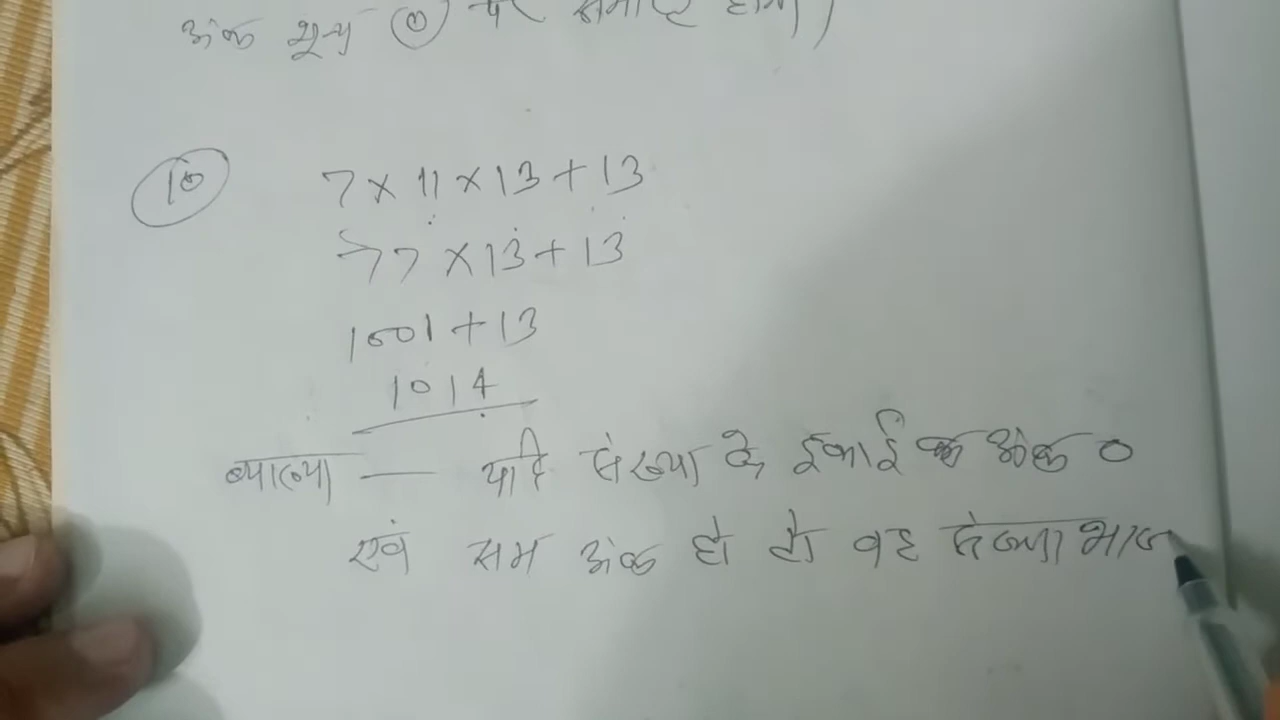 अंक शून्य ⓪ पर समाप्त होगा)
⑩ 7 × 11 × 13 + 13
77 × 13 + 13
1001 + 13
1014
व्याख्या — यदि संख्या के इकाई का अंक 0
एवं सम अंक हो तो वह संख्या भाज